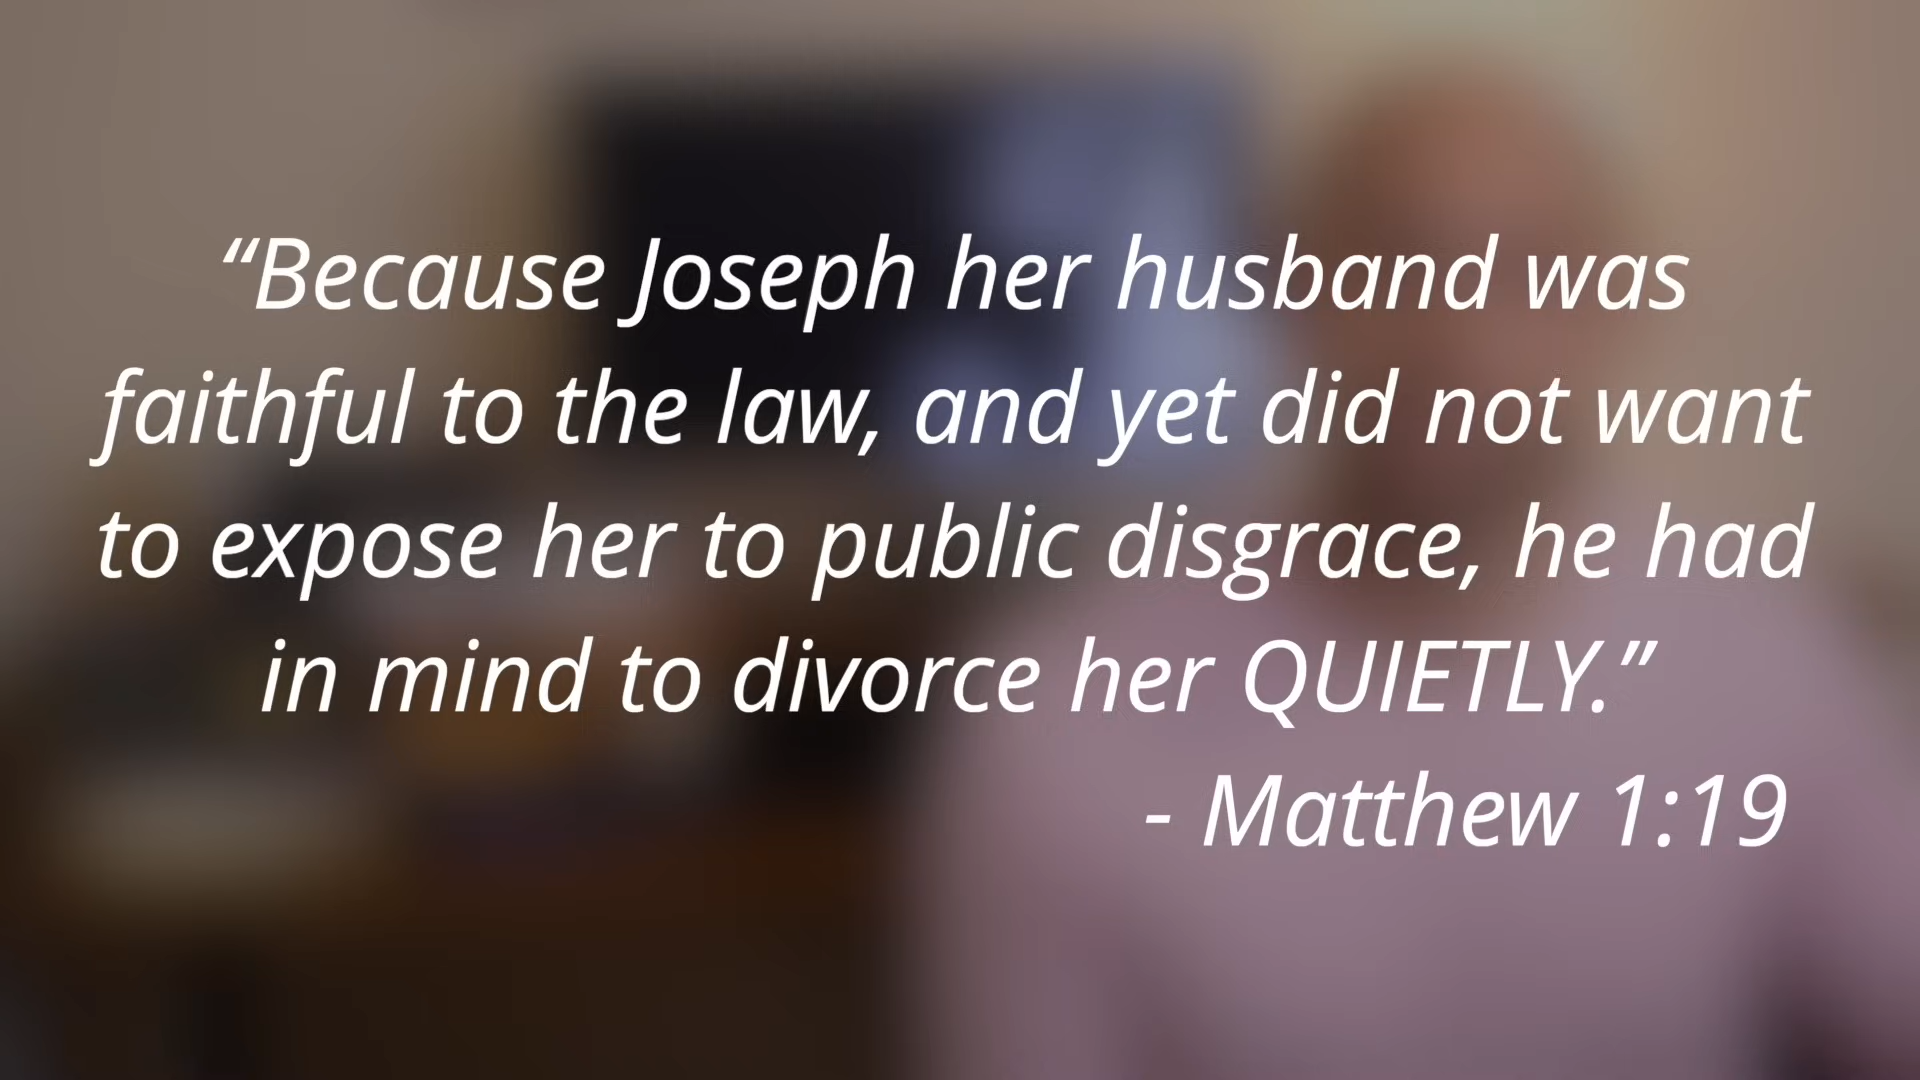 “Because Joseph her husband was
faithful to the law, and yet did not want
to expose her to public disgrace, he had
in mind to divorce her QUIETLY.”
- Matthew 1:19